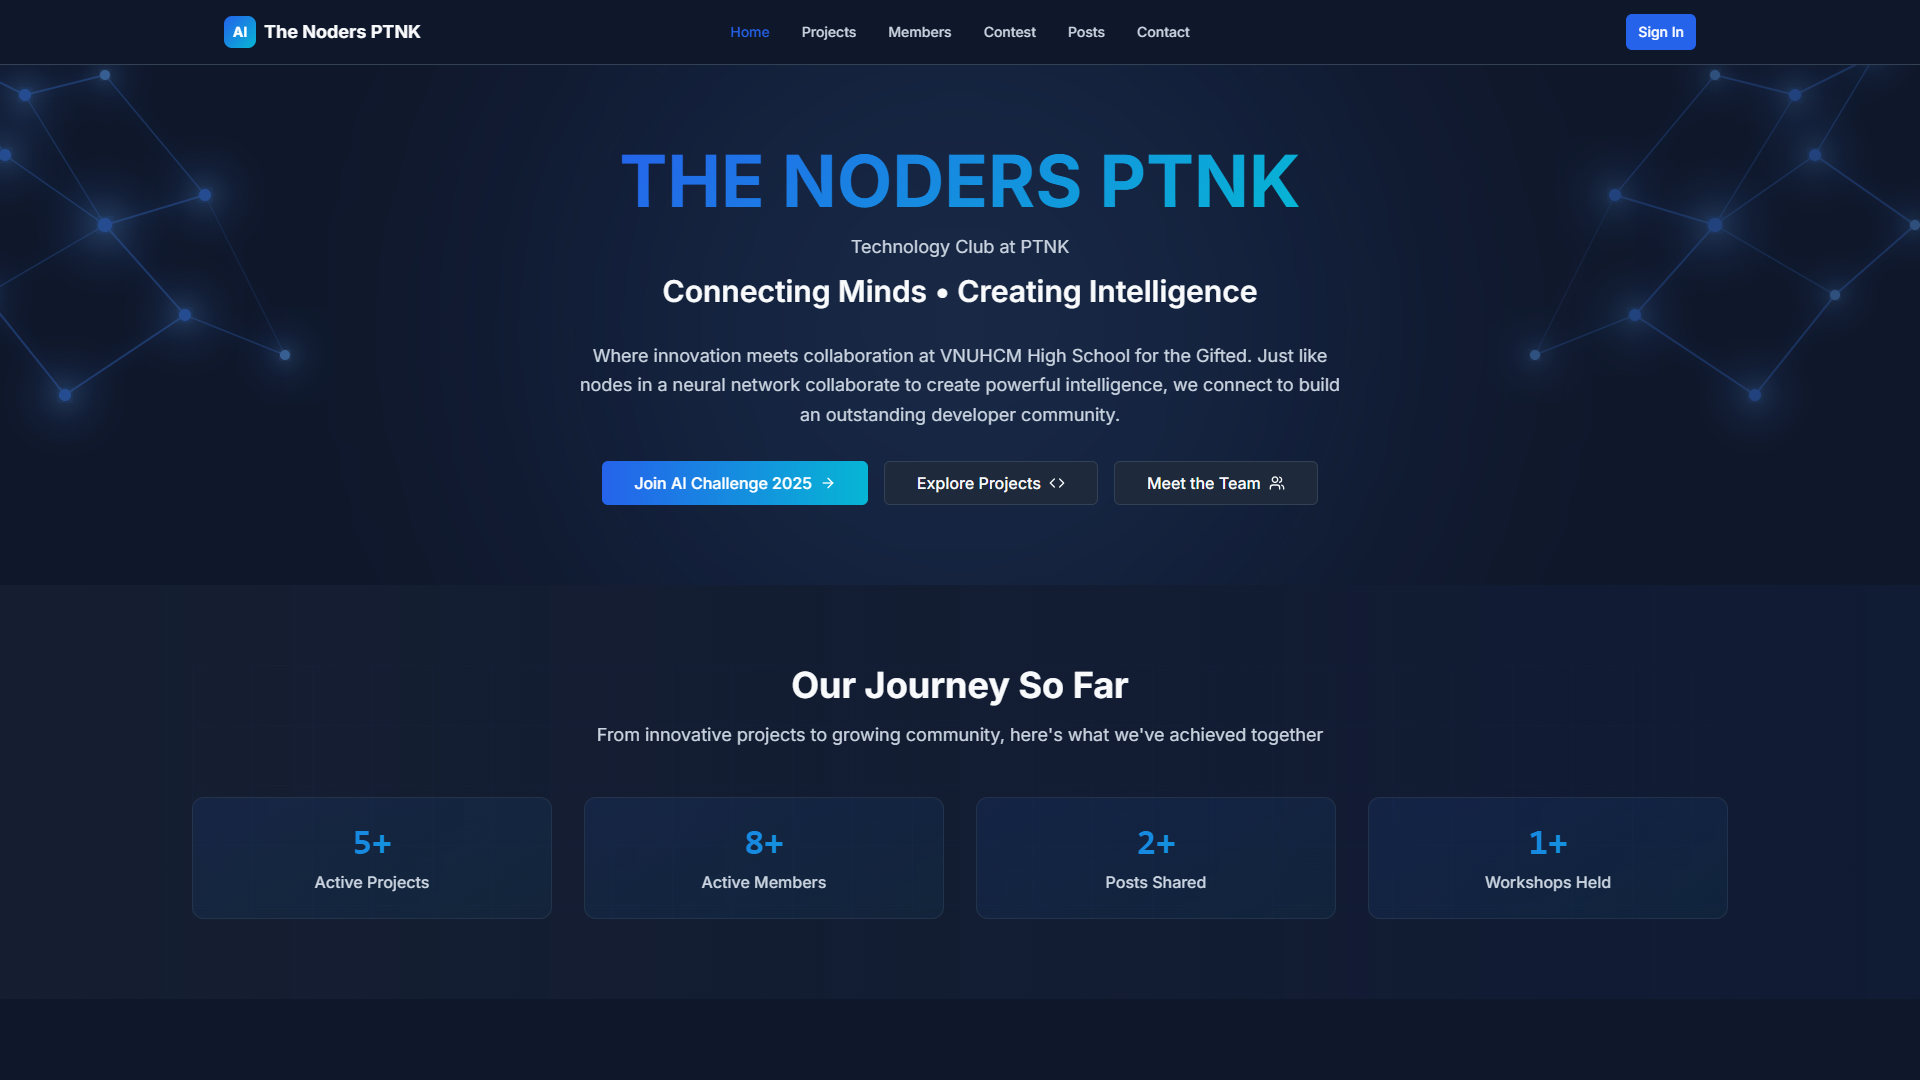 AI The Noders PTNK
Home Projects Members Contest Posts Contact
Sign In
THE NODERS PTNK
Technology Club at PTNK
Connecting Minds • Creating Intelligence
Where innovation meets collaboration at VNUHCM High School for the Gifted. Just like
nodes in a neural network collaborate to create powerful intelligence, we connect to build
an outstanding developer community.
Join AI Challenge 2025
Explore Projects
Meet the Team
Our Journey So Far
From innovative projects to growing community, here's what we've achieved together
5+
Active Projects
8+
Active Members
2+
Posts Shared
1+
Workshops Held